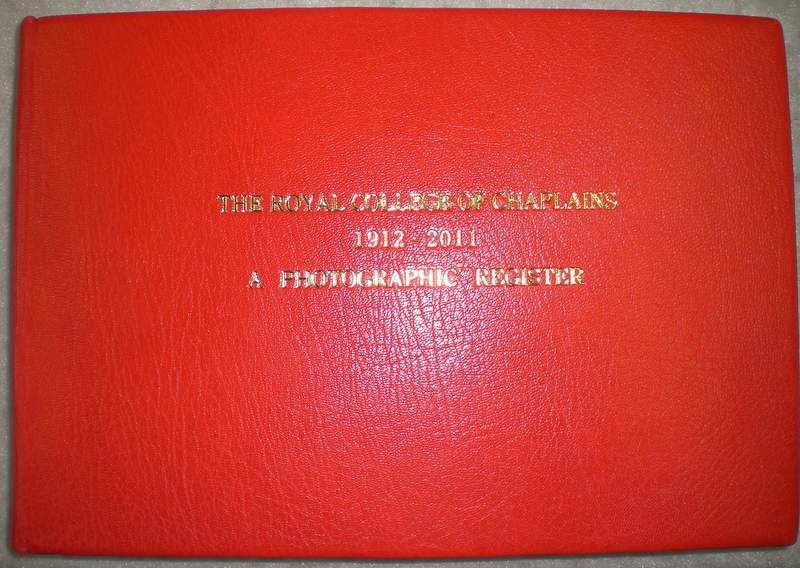 THE ROYAL COLLEGE OF CHAPLAINS
1912 - 2011
A PHOTOGRAPHIC REGISTER